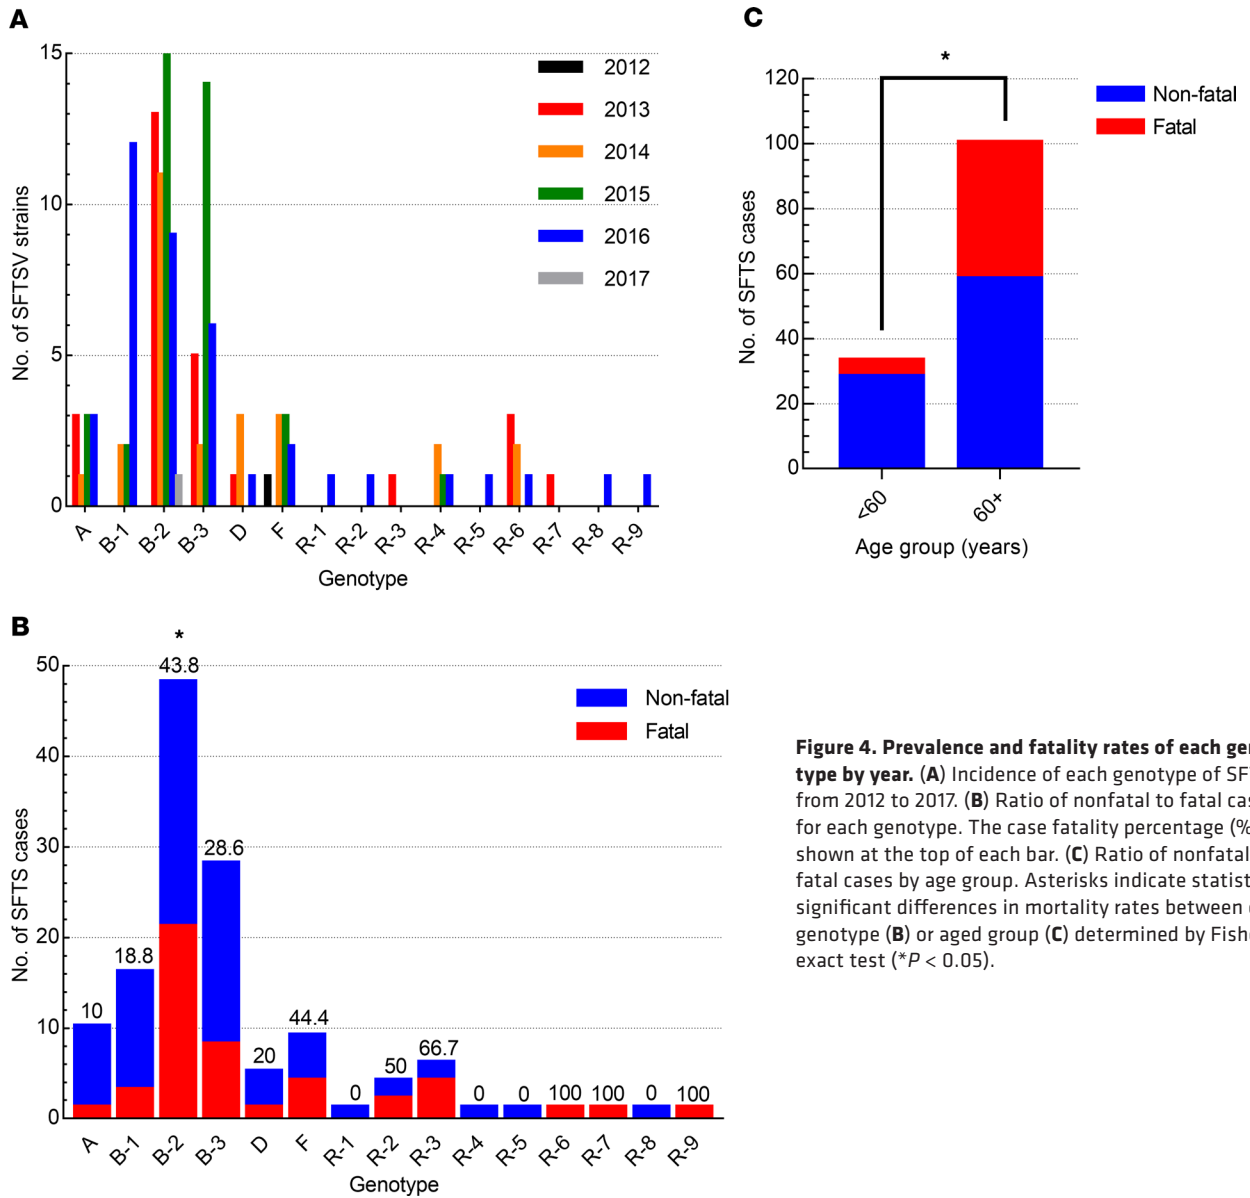 A
15
10
5
0
No. of SFTSV strains
2012
2013
2014
2015
2016
2017
A
B-1
B-2
B-3
D
F
R-1
R-2
R-3
R-4
R-5
R-6
R-7
R-8
R-9
Genotype
C
*
120
100
80
60
40
20
0
No. of SFTS cases
Non-fatal
Fatal
<60
60+
Age group (years)
B
*
50
40
30
20
10
0
No. of SFTS cases
10
18.8
43.8
28.6
20
44.4
0
50
66.7
0
0
100
100
0
100
Non-fatal
Fatal
A
B-1
B-2
B-3
D
F
R-1
R-2
R-3
R-4
R-5
R-6
R-7
R-8
R-9
Genotype
Figure 4. Prevalence and fatality rates of each
type by year. (A) Incidence of each genotype of
from 2012 to 2017. (B) Ratio of nonfatal to fatal
for each genotype. The case fatality percentage (%
shown at the top of each bar. (C) Ratio of nonfatal
fatal cases by age group. Asterisks indicate
significant differences in mortality rates between
genotype (B) or aged group (C) determined by
exact test (*P < 0.05).